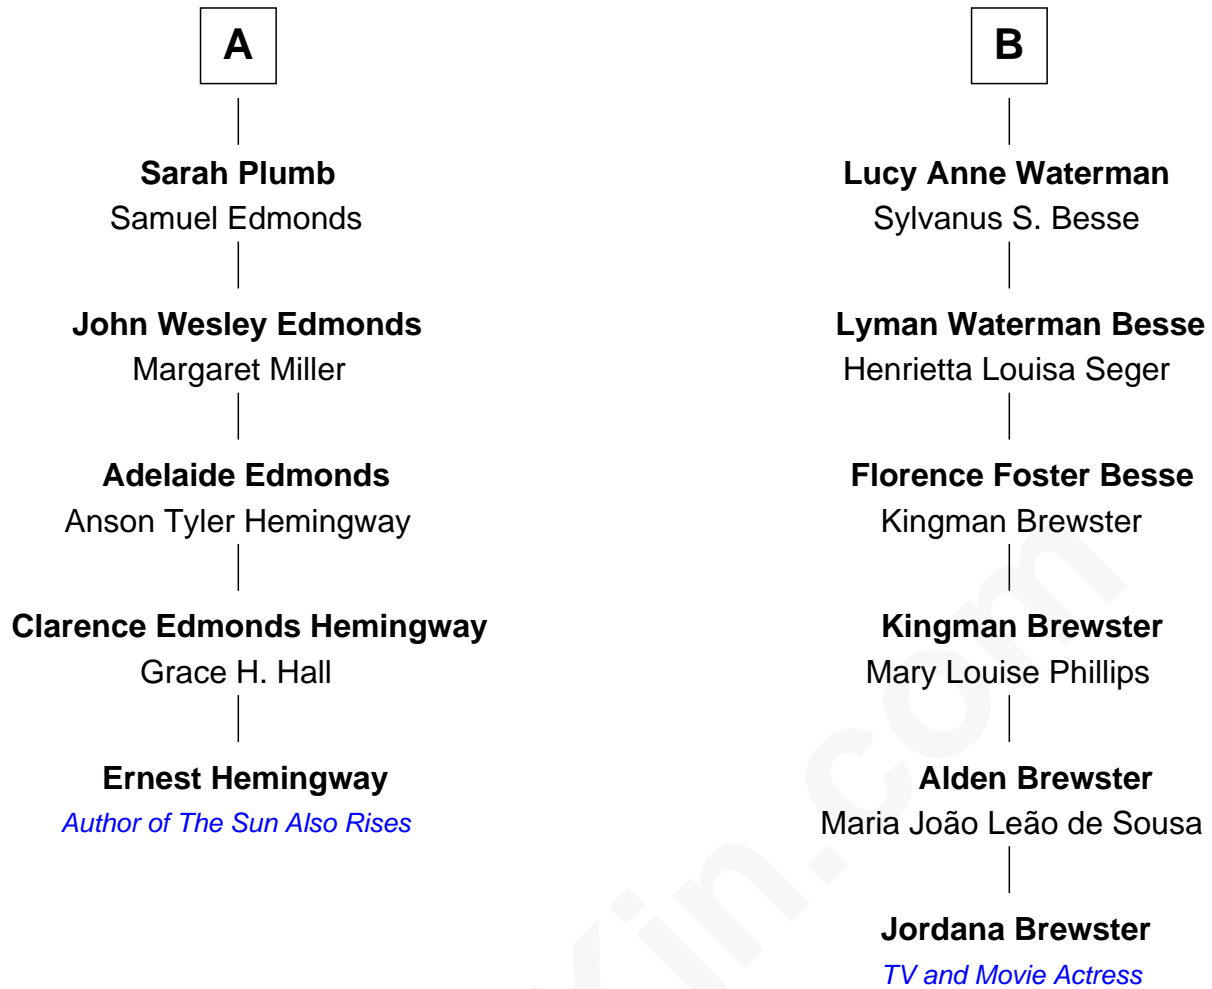 A
Sarah Plumb
Samuel Edmonds
John Wesley Edmonds
Margaret Miller
Adelaide Edmonds
Anson Tyler Hemingway
Clarence Edmonds Hemingway
Grace H. Hall
Ernest Hemingway
Author of The Sun Also Rises
B
Lucy Anne Waterman
Sylvanus S. Besse
Lyman Waterman Besse
Henrietta Louisa Seger
Florence Foster Besse
Kingman Brewster
Kingman Brewster
Mary Louise Phillips
Alden Brewster
Maria João Leão de Sousa
Jordana Brewster
TV and Movie Actress